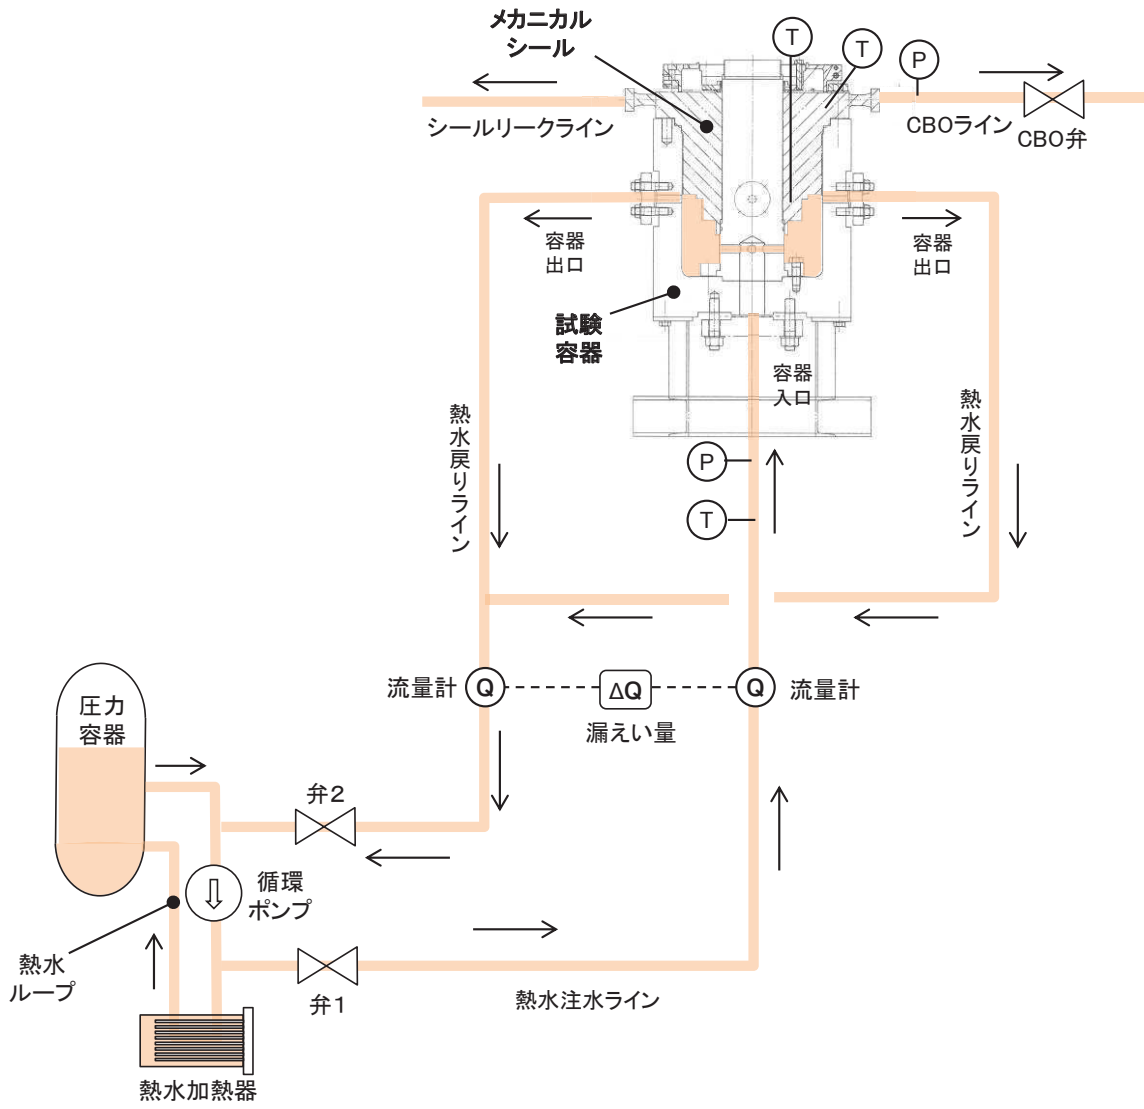 メカニカル
シール
T
T
P
シールリークライン
CBOライン
CBO弁
容器
出口
容器
出口
試験
容器
容器
入口
熱水戻りライン
熱水戻りライン
P
T
流量計
Q
ΔQ
Q
流量計
漏えい量
圧力
容器
弁2
循環
ポンプ
熱水
ループ
弁1
熱水注水ライン
熱水加熱器